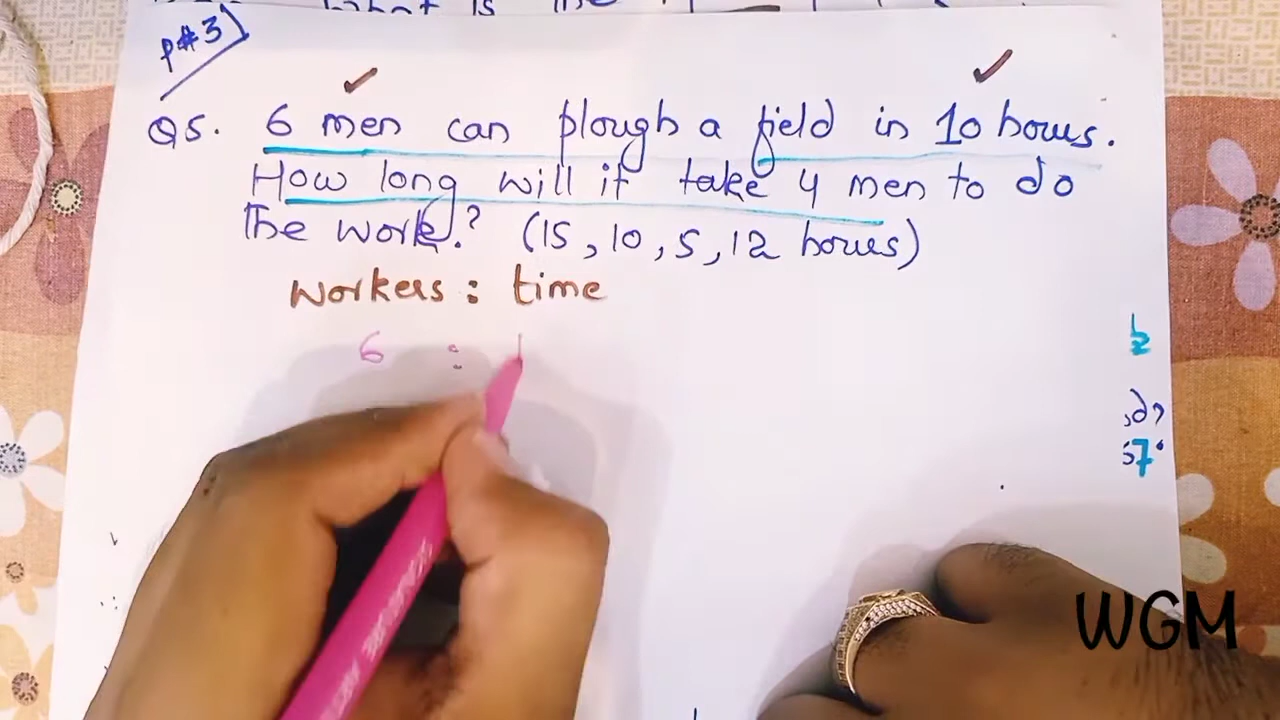 p#3)
Q5. 6 men can plough a field in 10 hours.
How long will it take 4 men to do
the work.? (15, 10, 5, 12 hours)
Workers : time
6 :
WGM